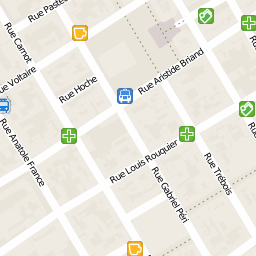 Rue Pasteu
Rue Carnot
Rue Voltaire
Rue Hoche
Rue Aristide Briand
Rue Anatole France
Rue Louis Rouquier
Rue Gabriel Péri
Rue Trébois